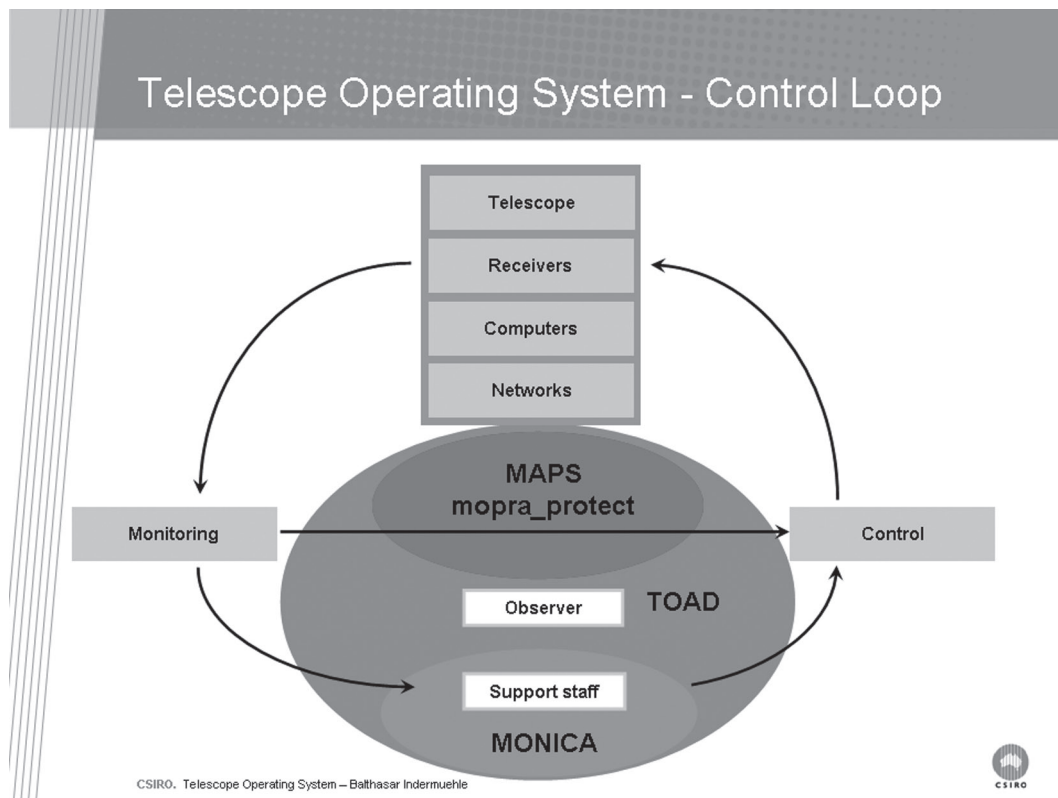 Telescope Operating System - Control Loop
Telescope
Receivers
Computers
Networks
MAPS
mopra_protect
Monitoring
Control
Observer
TOAD
Support staff
MONICA
CSIRO. Telescope Operating System – Balthasar Indermuehle
CSIRO